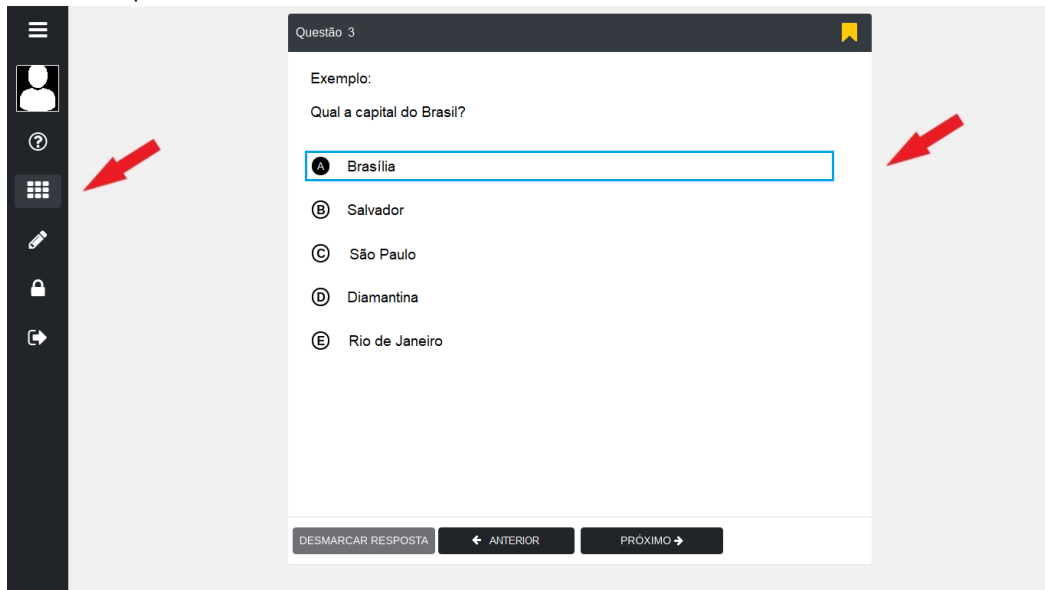 Questão 3
Exemplo:
Qual a capital do Brasil?
A Brasília
B Salvador
C São Paulo
D Diamantina
E Rio de Janeiro
DESMARCAR RESPOSTA ANTERIOR PRÓXIMO